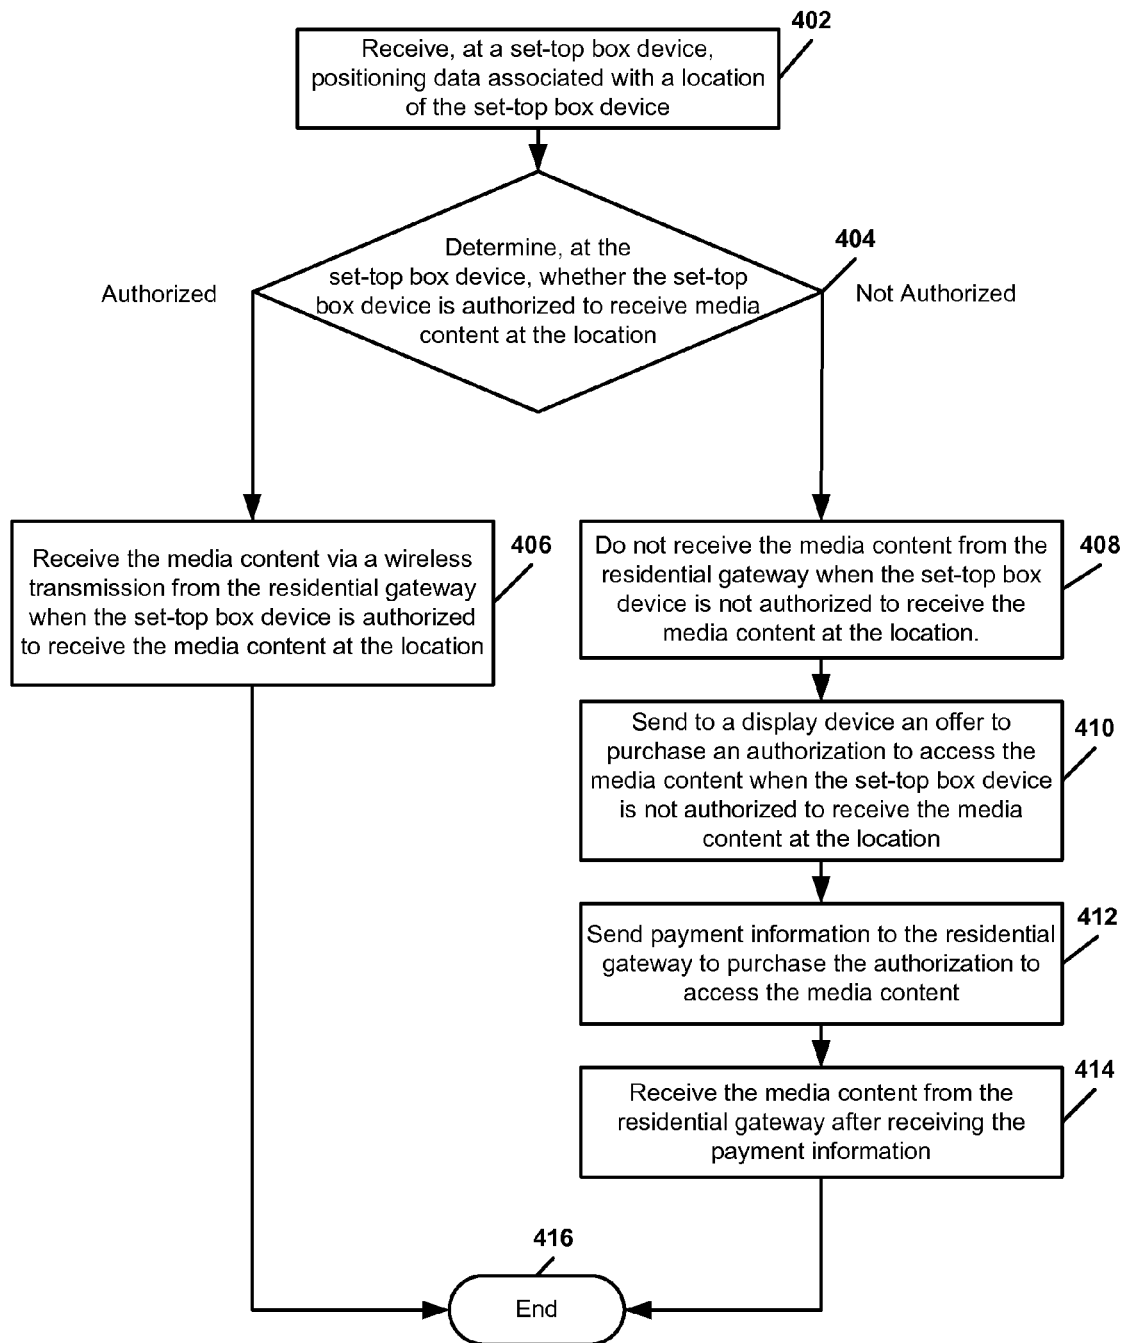 402
Receive, at a set-top box device,
positioning data associated with a location
of the set-top box device
404
Determine, at the
set-top box device, whether the set-top
box device is authorized to receive media
content at the location
Authorized
Not Authorized
406
Receive the media content via a wireless
transmission from the residential gateway
when the set-top box device is authorized
to receive the media content at the location
408
Do not receive the media content from the
residential gateway when the set-top box
device is not authorized to receive the
media content at the location.
410
Send to a display device an offer to
purchase an authorization to access the
media content when the set-top box device
is not authorized to receive the media
content at the location
412
Send payment information to the residential
gateway to purchase the authorization to
access the media content
414
Receive the media content from the
residential gateway after receiving the
payment information
416
End